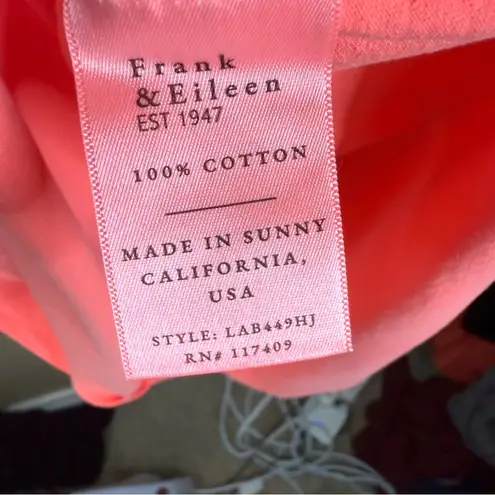 Frank
&Eileen
EST 1947
100% COTTON
MADE IN SUNNY
CALIFORNIA,
USA
STYLE: LAB449HJ
RN# 117409